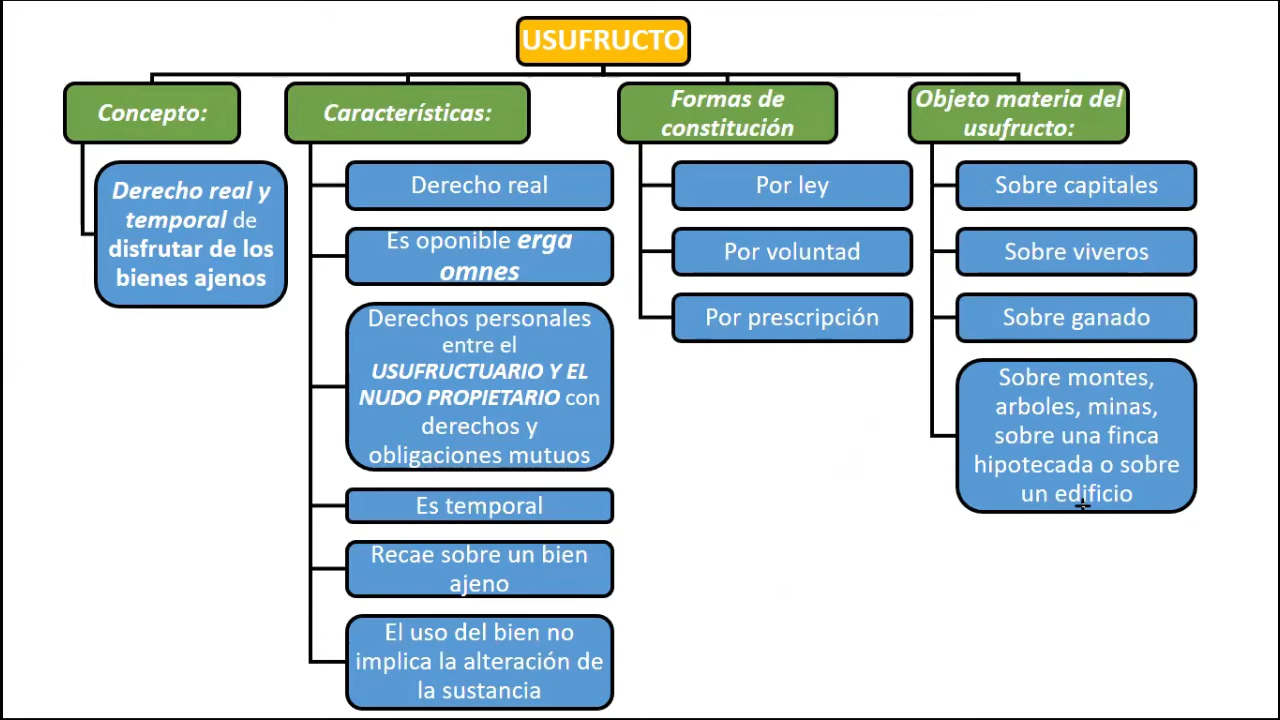 USUFRUCTO
Concepto:
Derecho real y
temporal de
disfrutar de los
bienes ajenos
Características:
Derecho real
Es oponible erga
omnes
Derechos personales
entre el
USUFRUCTUARIO Y EL
NUDO PROPIETARIO con
derechos y
obligaciones mutuos
Es temporal
Recae sobre un bien
ajeno
El uso del bien no
implica la alteración de
la sustancia
Formas de
constitución
Por ley
Por voluntad
Por prescripción
Objeto materia del
usufructo:
Sobre capitales
Sobre viveros
Sobre ganado
Sobre montes,
arboles, minas,
sobre una finca
hipotecada o sobre
un edificio